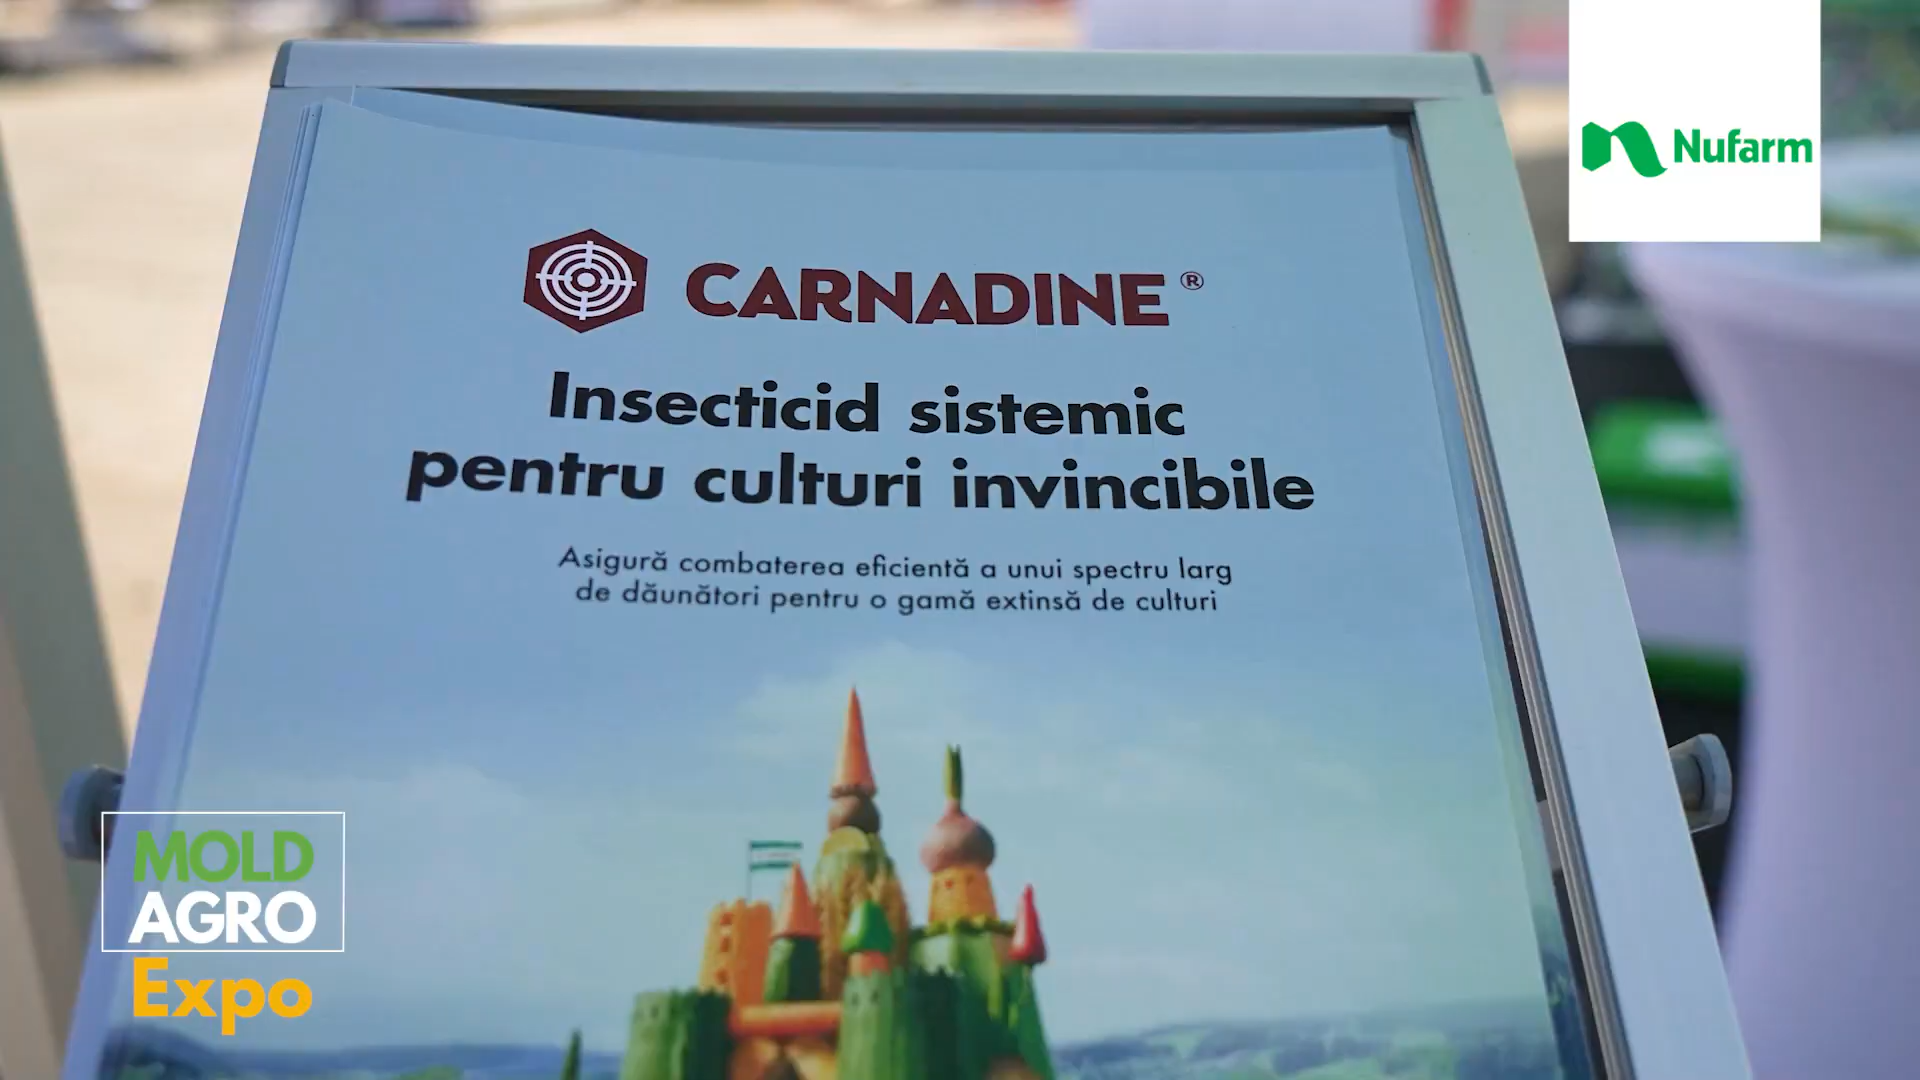 Nufarm
CARNADINE®
Insecticid sistemic
pentru culturi invincibile
Asigură combaterea eficientă a unui spectru larg
de dăunători pentru o gamă extinsă de culturi
MOLD
AGRO
Expo